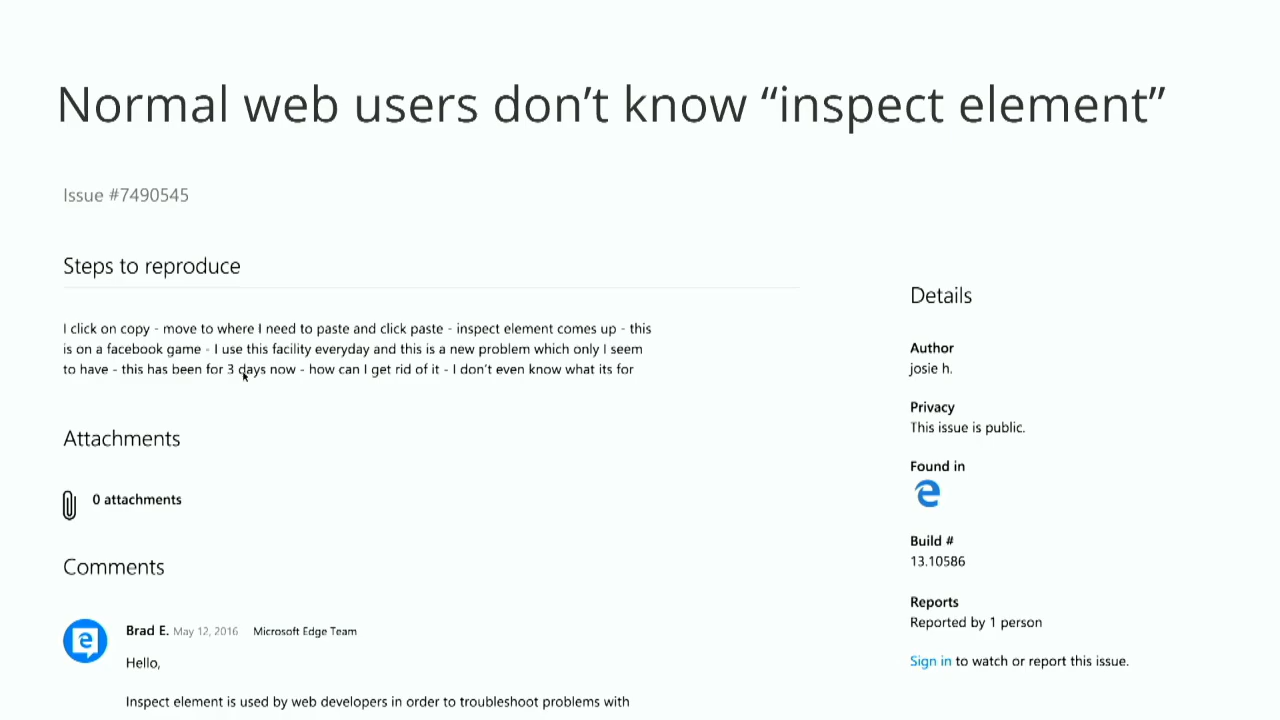 Normal web users don’t know “inspect element”
Issue #7490545
Steps to reproduce
I click on copy - move to where I need to paste and click paste - inspect element comes up - this
is on a facebook game - I use this facility everyday and this is a new problem which only I seem
to have - this has been for 3 days now - how can I get rid of it - I don't even know what its for
Attachments
0 attachments
Comments
Brad E. May 12, 2016 Microsoft Edge Team
Hello,
Inspect element is used by web developers in order to troubleshoot problems with
Details
Author
josie h.
Privacy
This issue is public.
Found in
Build #
13.10586
Reports
Reported by 1 person
Sign in to watch or report this issue.